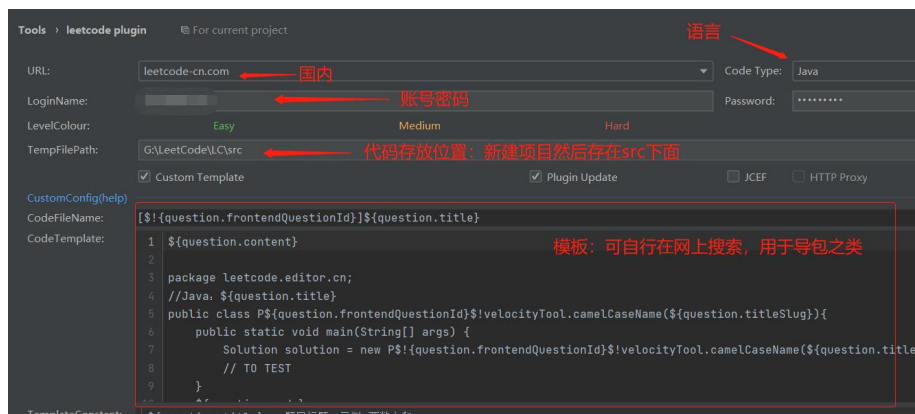 Tools › leetcode plugin For current project
语言
URL: leetcode-cn.com 国内 Code Type: Java
LoginName: 账号密码 Password: •••••••••
LevelColour: Easy Medium Hard
TempFilePath: G:\LeetCode\LC\src 代码存放位置：新建项目然后存在src下面
Custom Template Plugin Update JCEF HTTP Proxy
CustomConfig(help)
CodeFileName: [$!{question.frontendQuestionId}]${question.title}
CodeTemplate: 1 ${question.content} 模板：可自行在网上搜索，用于导包之类
2
3 package leetcode.editor.cn;
4 //Java：${question.title}
5 public class P${question.frontendQuestionId}$!velocityTool.camelCaseName(${question.titleSlug}){
6 public static void main(String[] args) {
7 Solution solution = new P$!{question.frontendQuestionId}$!velocityTool.camelCaseName(${question.title
8 // TO TEST
9 }